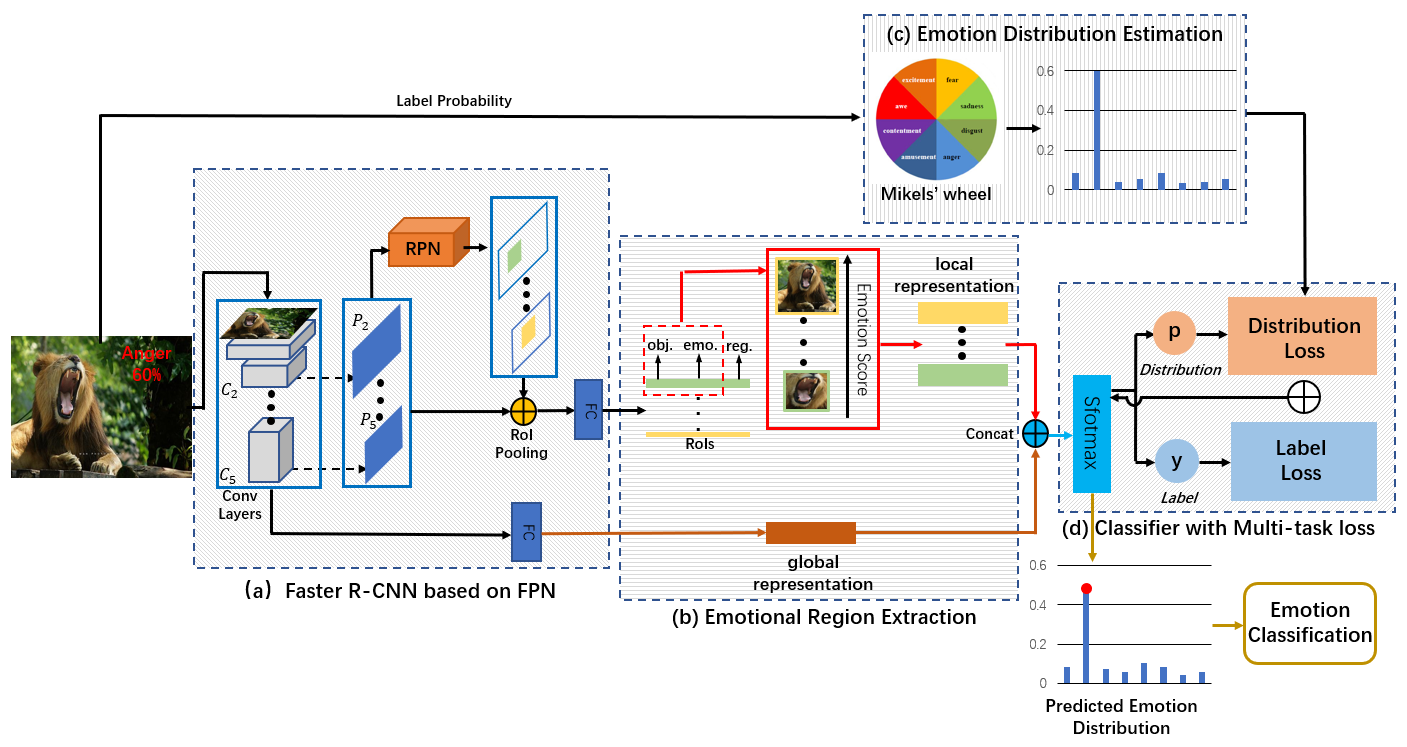 (c) Emotion Distribution Estimation
excitement
fear
awe
sadness
contentment
disgust
amusement
anger
Mikels' wheel
0.6
0.4
0.2
0
Label Probability
Anger
60%
RPN
P2
P5
C2
C5
Conv
Layers
RoI
Pooling
FC
FC
(a) Faster R-CNN based on FPN
obj.
emo.
reg.
RoIs
Emotion Score
local
representation
Concat
global
representation
(b) Emotional Region Extraction
Sfotmax
p
Distribution
Distribution
Loss
y
Label
Label
Loss
(d) Classifier with Multi-task loss
0.6
0.4
0.2
0
Predicted Emotion
Distribution
Emotion
Classification